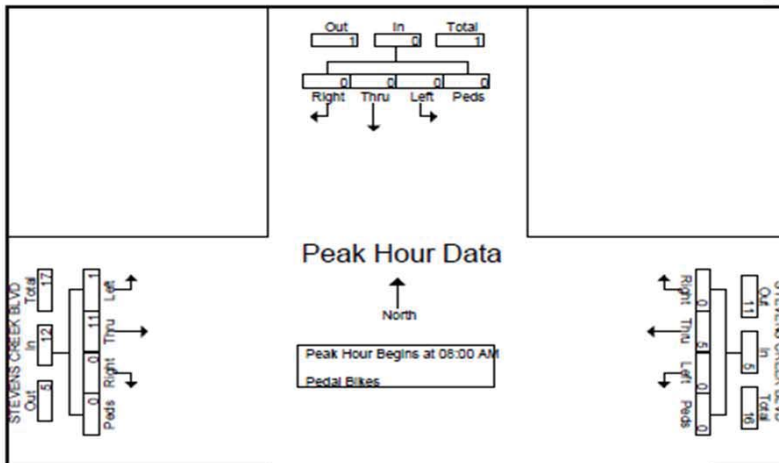 Out In Total
1 0 1
0 0 0 0
Right Thru Left Peds
Peak Hour Data
North
Peak Hour Begins at 08:00 AM
Pedal Bikes
STEVENS CREEK BLVD
Out In Total
5 12 17
0 0 11 1
Peds Right Thru Left
Right Thru Left Peds
0 5 0 0
11 5 16
Out In Total